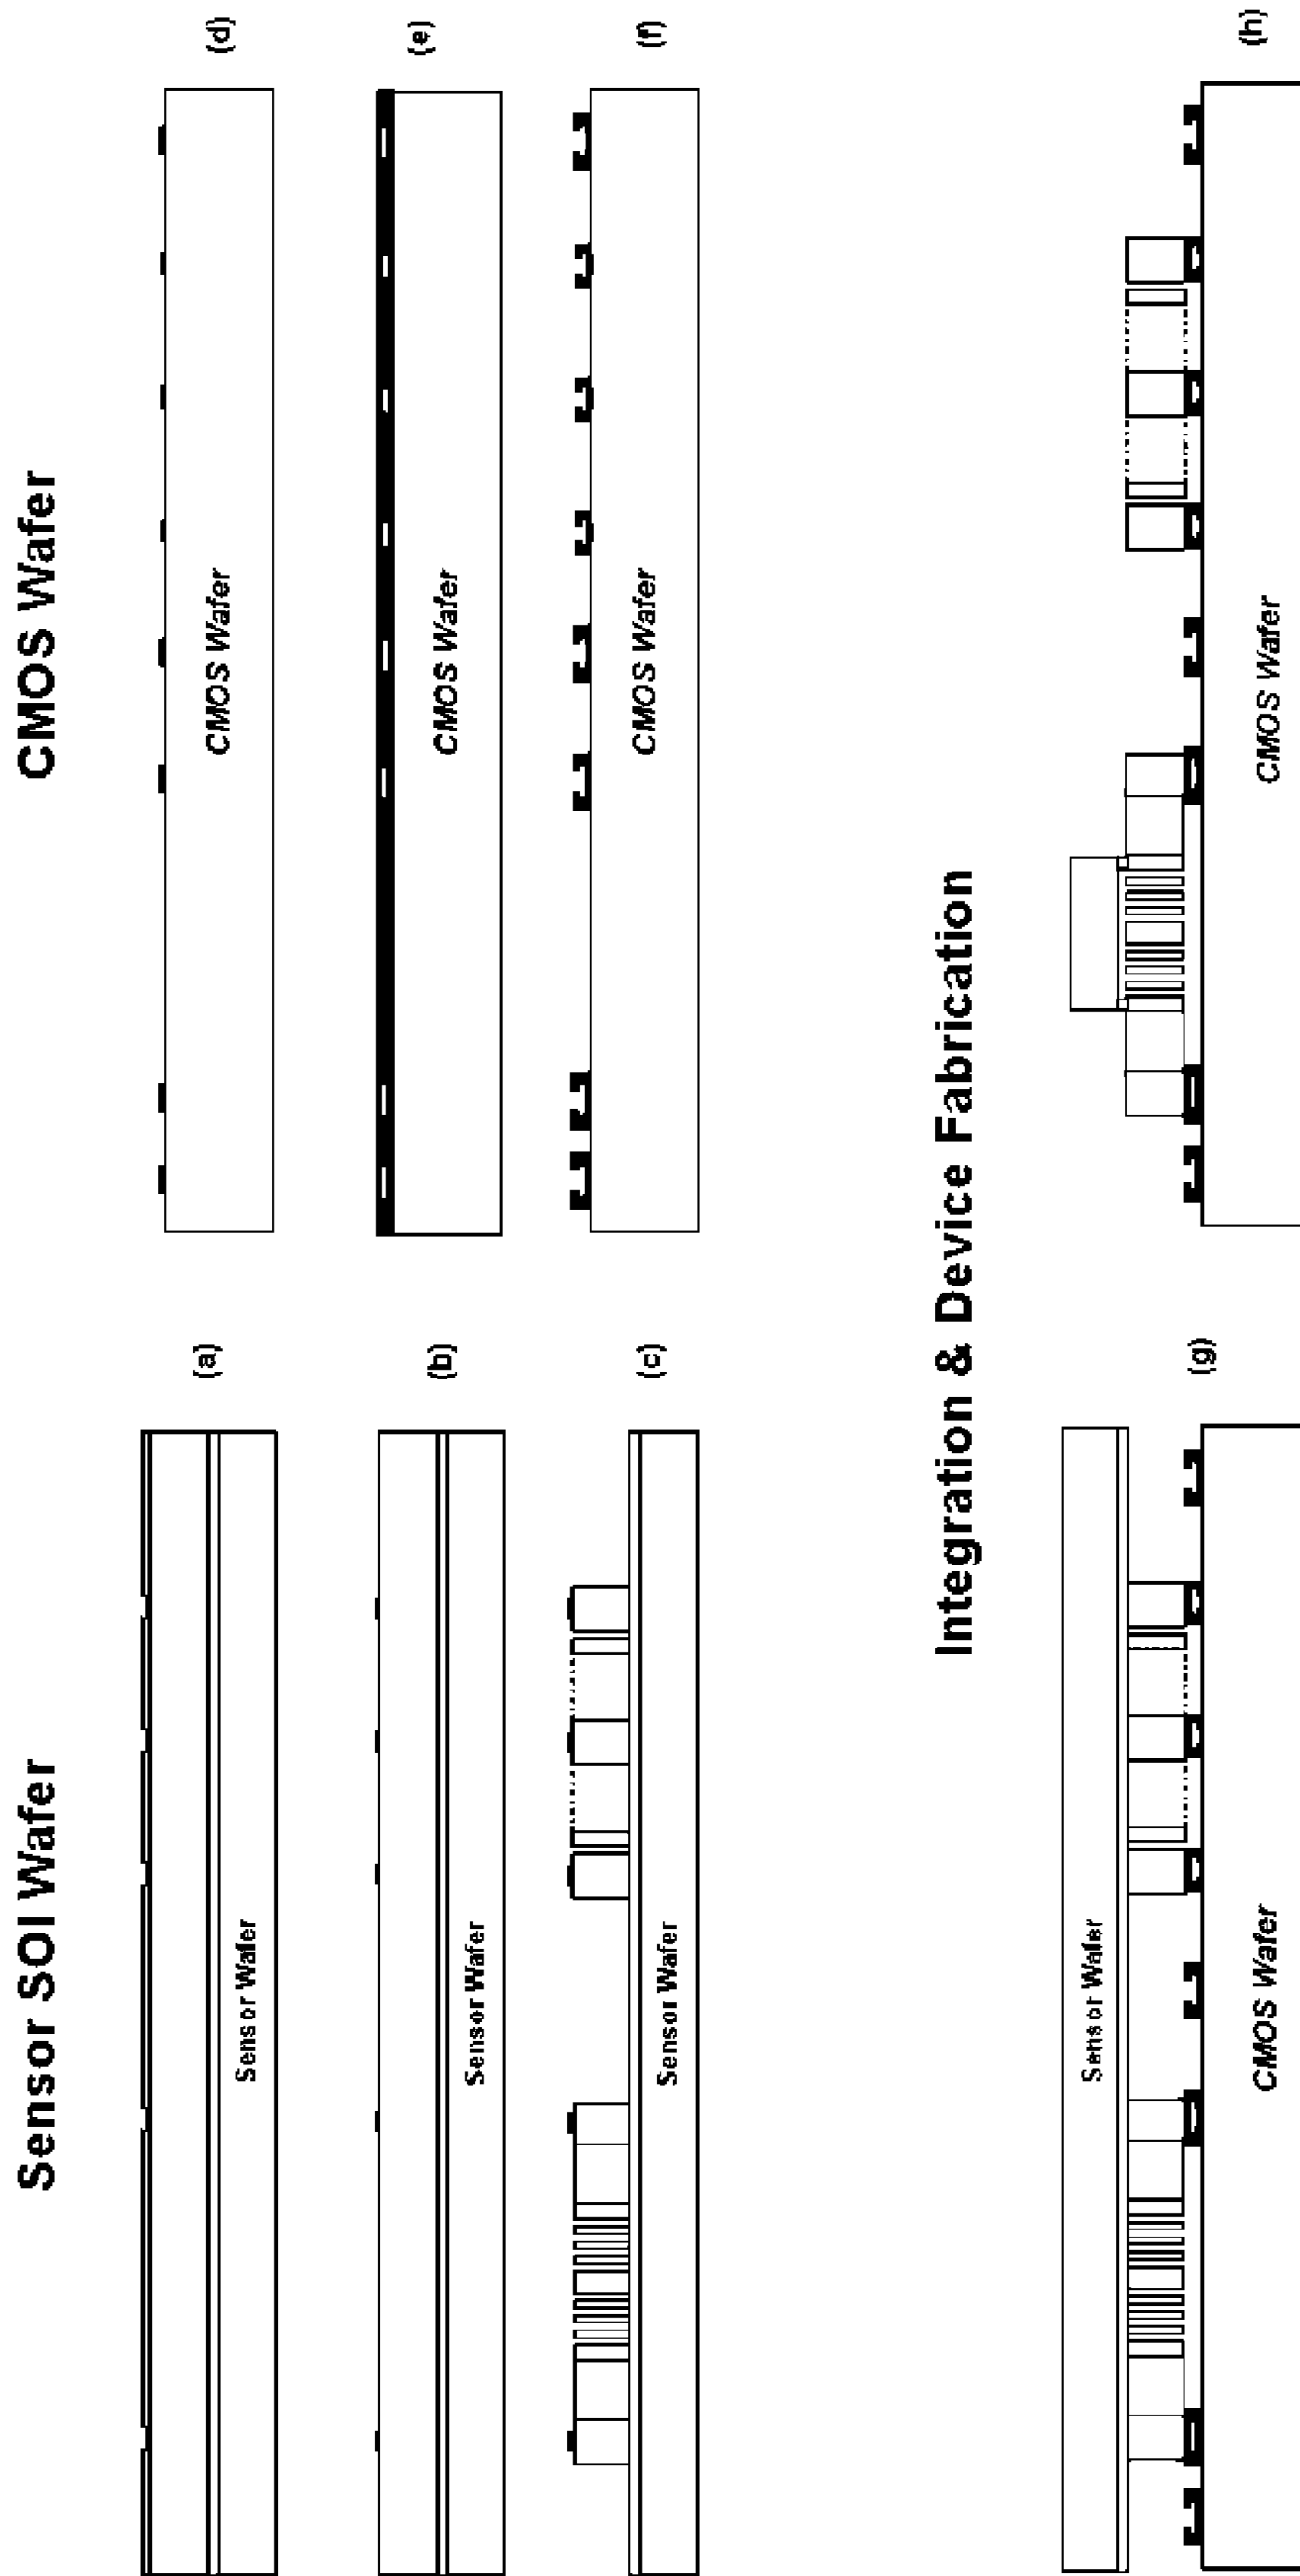 Sensor SOI Wafer
CMOS Wafer
Sensor Wafer
(a)
CMOS Wafer
(d)
Sensor Wafer
(b)
CMOS Wafer
(e)
Sensor Wafer
(c)
CMOS Wafer
(f)
Integration & Device Fabrication
Sensor Wafer
(g)
CMOS Wafer
CMOS Wafer
(h)